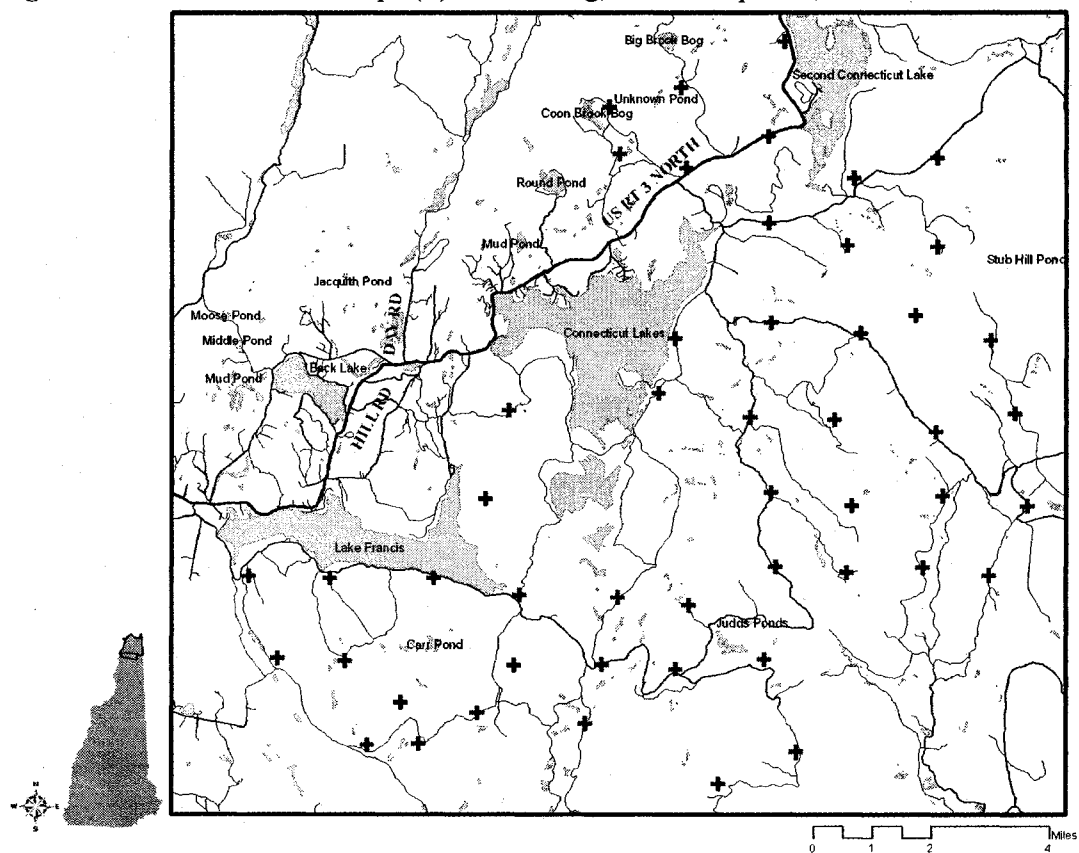 Big Brook Bog
Second Connecticut Lake
Unknown Pond
Coon Brook Bog
US RT 3 NORTH
Round Pond
Mud Pond
Stub Hill Pond
Jacquith Pond
DAY RD
Moose Pond
Connecticut Lakes
Middle Pond
Back Lake
Mud Pond
HILL RD
Lake Francis
Judds Ponds
Carr Pond
N
W E
S
Miles
0 1 2 4